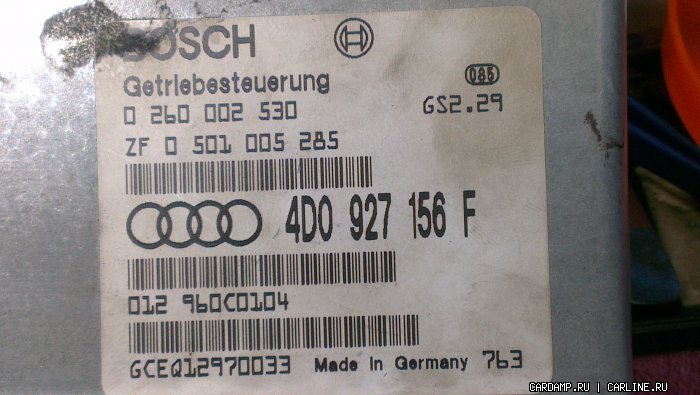 BOSCH
Getriebesteuerung
085
0 260 002 530
GS2.29
ZF 0 501 005 285
4D0 927 156 F
012 960C0104
GCEQ12970033 Made In Germany 763
CARDAMP.RU | CARLINE.RU